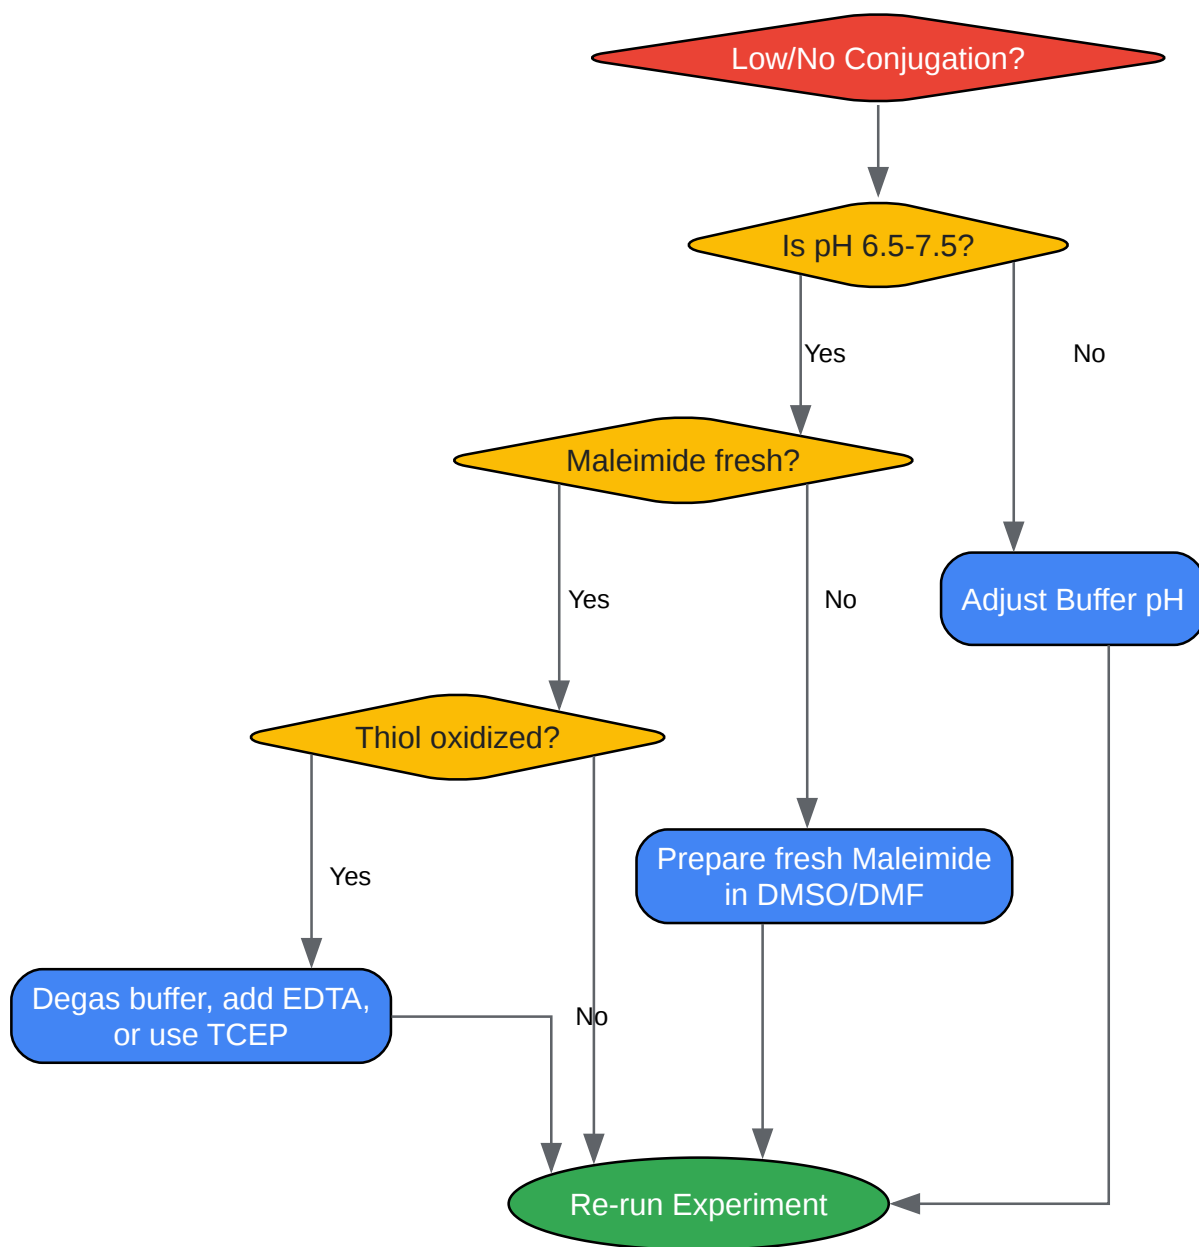 Low/No Conjugation?
Is pH 6.5-7.5?
Yes
No
Maleimide fresh?
Yes
No
Adjust Buffer pH
Thiol oxidized?
Yes
Prepare fresh Maleimide
in DMSO/DMF
Degas buffer, add EDTA,
or use TCEP
No
Re-run Experiment